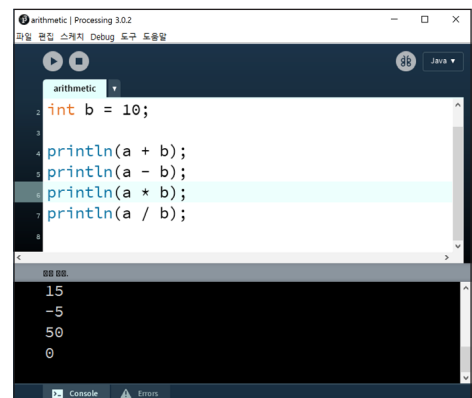 arithmetic | Processing 3.0.2
파일 편집 스케치 Debug 도구 도움말
Java ▼
arithmetic ▼
2 int b = 10;
3
4 println(a + b);
5 println(a - b);
6 println(a * b);
7 println(a / b);
8
15
-5
50
0
Console Errors